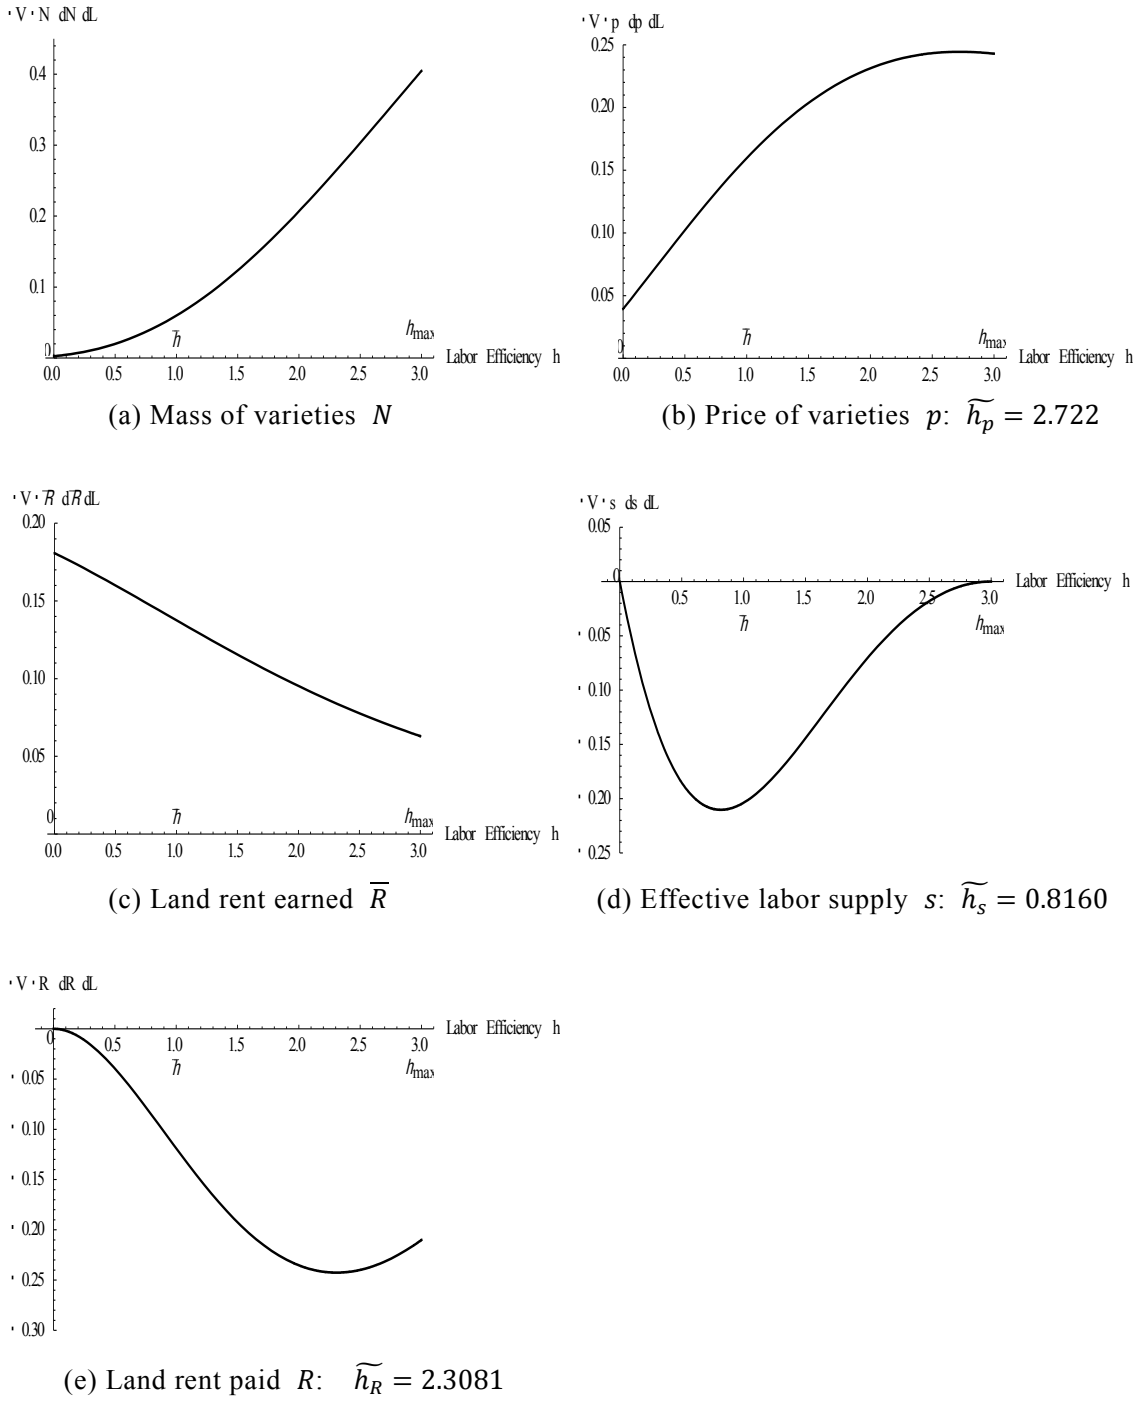 ·V·N dN dL
0.4
0.3
0.2
0.1
0
h̄
hmax
Labor Efficiency h
0.0 0.5 1.0 1.5 2.0 2.5 3.0
(a) Mass of varieties N
·V·p dp dL
0.25
0.20
0.15
0.10
0.05
0
h̄
hmax
Labor Efficiency h
0.0 0.5 1.0 1.5 2.0 2.5 3.0
(b) Price of varieties p: h̃p = 2.722
·V·R̄ dR̄ dL
0.20
0.15
0.10
0.05
0
h̄
hmax
Labor Efficiency h
0.0 0.5 1.0 1.5 2.0 2.5 3.0
(c) Land rent earned R̄
·V·s ds dL
0.05
0
Labor Efficiency h
0.5 1.0 1.5 2.0 2.5 3.0
h̄
hmax
· 0.05
· 0.10
· 0.15
· 0.20
· 0.25
(d) Effective labor supply s: h̃s = 0.8160
·V·R dR dL
Labor Efficiency h
0 0.5 1.0 1.5 2.0 2.5 3.0
h̄
hmax
· 0.05
· 0.10
· 0.15
· 0.20
· 0.25
· 0.30
(e) Land rent paid R: h̃R = 2.3081